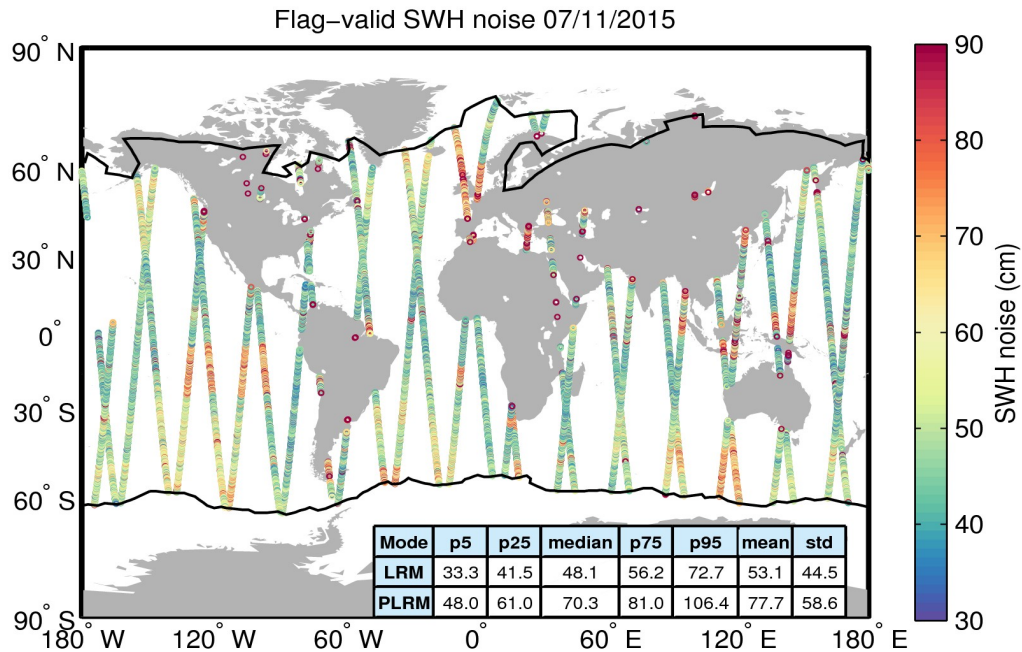 Flag−valid SWH noise 07/11/2015
90° N
60° N
30° N
0°
30° S
60° S
90° S
180° W
120° W
60° W
0°
60° E
120° E
180° E
Mode p5 p25 median p75 p95 mean std
LRM 33.3 41.5 48.1 56.2 72.7 53.1 44.5
PLRM 48.0 61.0 70.3 81.0 106.4 77.7 58.6
90
80
70
60
50
40
30
SWH noise (cm)